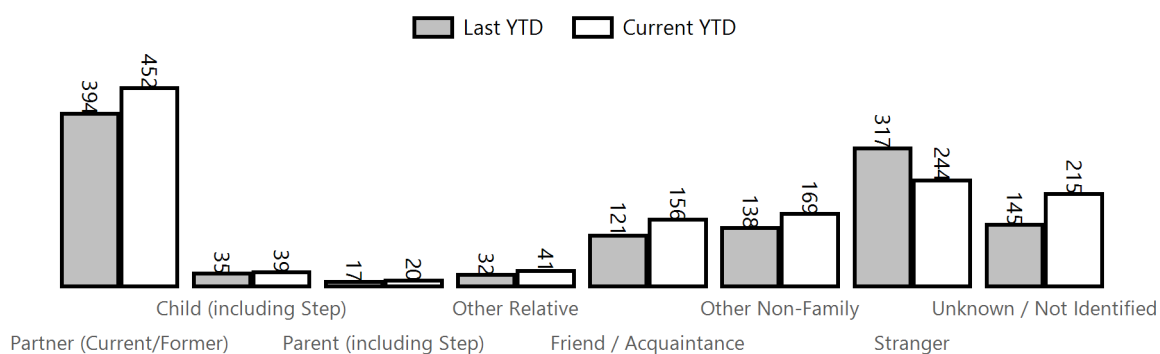 Last YTD Current YTD
394 452 35 39 17 20 32 41 121 156 138 169 317 244 145 215
Child (including Step) Other Relative Other Non-Family Unknown / Not Identified
Partner (Current/Former) Parent (including Step) Friend / Acquaintance Stranger